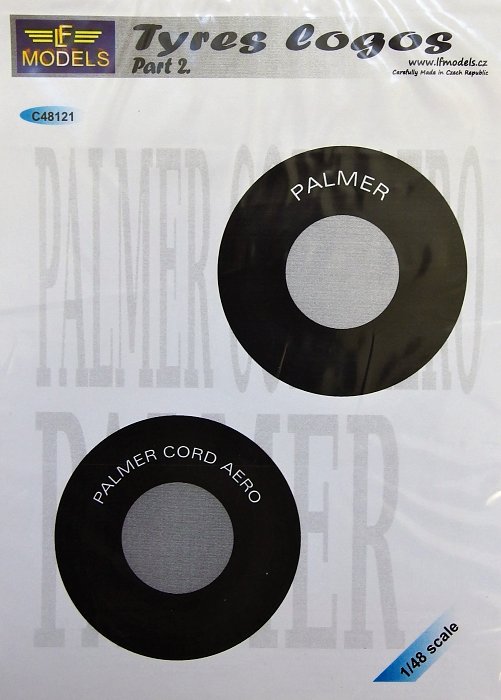 LF
MODELS
Tyres logos
Part 2.
www.lfmodels.cz
Carefully Made in Czech Republic
C48121
PALMER CORD AERO
PALMER
PALMER
PALMER CORD AERO
1/48 scale